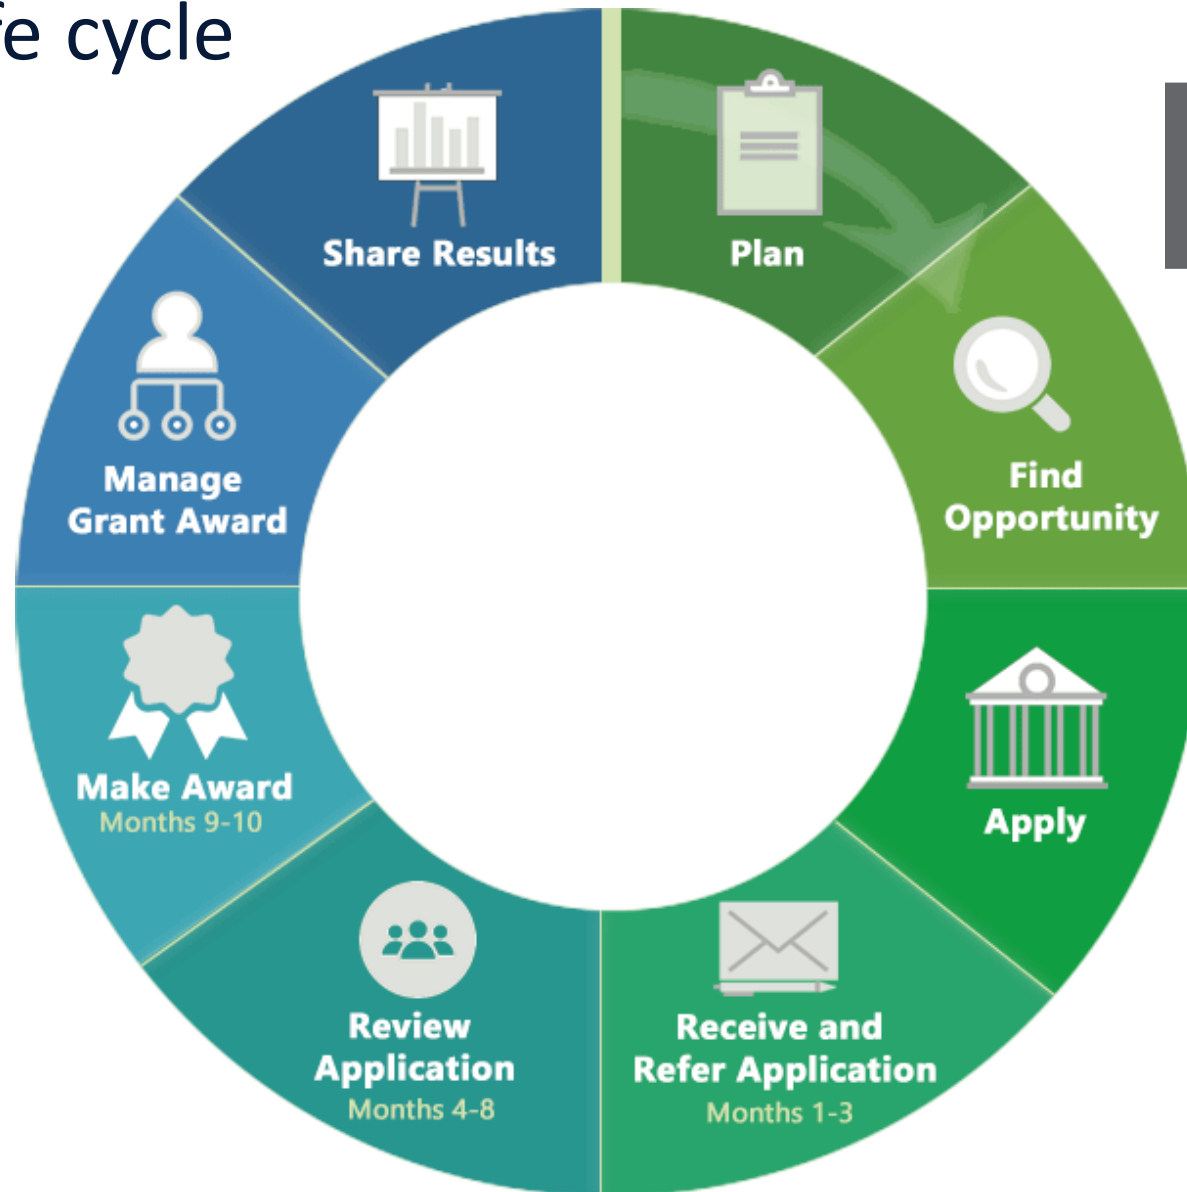 fe cycle
Plan
Find
Opportunity
Apply
Receive and
Refer Application
Months 1-3
Review
Application
Months 4-8
Make Award
Months 9-10
Manage
Grant Award
Share Results